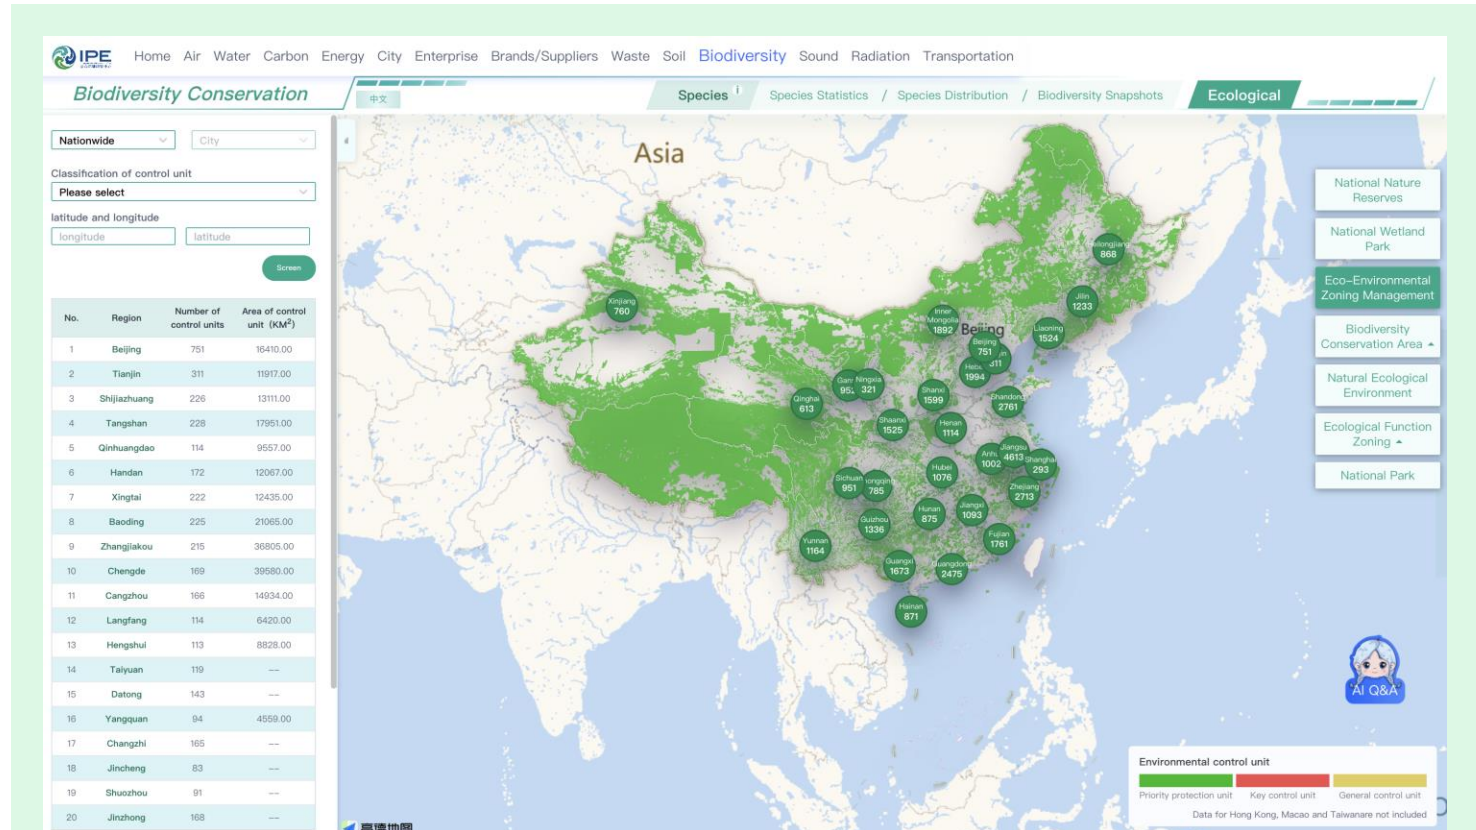 IPE
Home Air Water Carbon Energy City Enterprise Brands/Suppliers Waste Soil Biodiversity Sound Radiation Transportation
Biodiversity Conservation
中文
Species i
Species Statistics / Species Distribution / Biodiversity Snapshots
Ecological
Nationwide
City
Classification of control unit
Please select
latitude and longitude
longitude
latitude
Screen
No. Region Number of control units Area of control unit (KM²)
1 Beijing 751 16410.00
2 Tianjin 311 11917.00
3 Shijiazhuang 226 13111.00
4 Tangshan 228 17951.00
5 Qinhuangdao 114 9557.00
6 Handan 172 12067.00
7 Xingtai 222 12435.00
8 Baoding 225 21065.00
9 Zhangjiakou 215 36805.00
10 Chengde 169 39580.00
11 Cangzhou 166 14934.00
12 Langfang 114 6420.00
13 Hengshui 113 8828.00
14 Taiyuan 119 --
15 Datong 143 --
16 Yangquan 94 4559.00
17 Changzhi 165 --
18 Jincheng 83 --
19 Shuozhou 91 --
20 Jinzhong 168 --
Asia
868
Jilin
1233
Xinjiang
760
Inner
Mongolia
1892
Beijing
Liaoning
1524
Beijing
751
311
1994
Ningxia
321
Shanxi
1599
Qinghai
613
Shandong
2761
Shaanxi
1525
Henan
1114
Jiangsu
4613
1002
Shanghai
293
Hubei
1076
Sichuan
951
785
Zhejiang
2713
Hunan
875
Jiangxi
1093
Guizhou
1336
Fujian
1761
Yunnan
1164
Guangxi
1673
Guangdong
2475
Hainan
871
National Nature
Reserves
National Wetland
Park
Eco-Environmental
Zoning Management
Biodiversity
Conservation Area
Natural Ecological
Environment
Ecological Function
Zoning
National Park
AI Q&A
Environmental control unit
Priority protection unit Key control unit General control unit
Data for Hong Kong, Macao and Taiwanare not included
高德地图